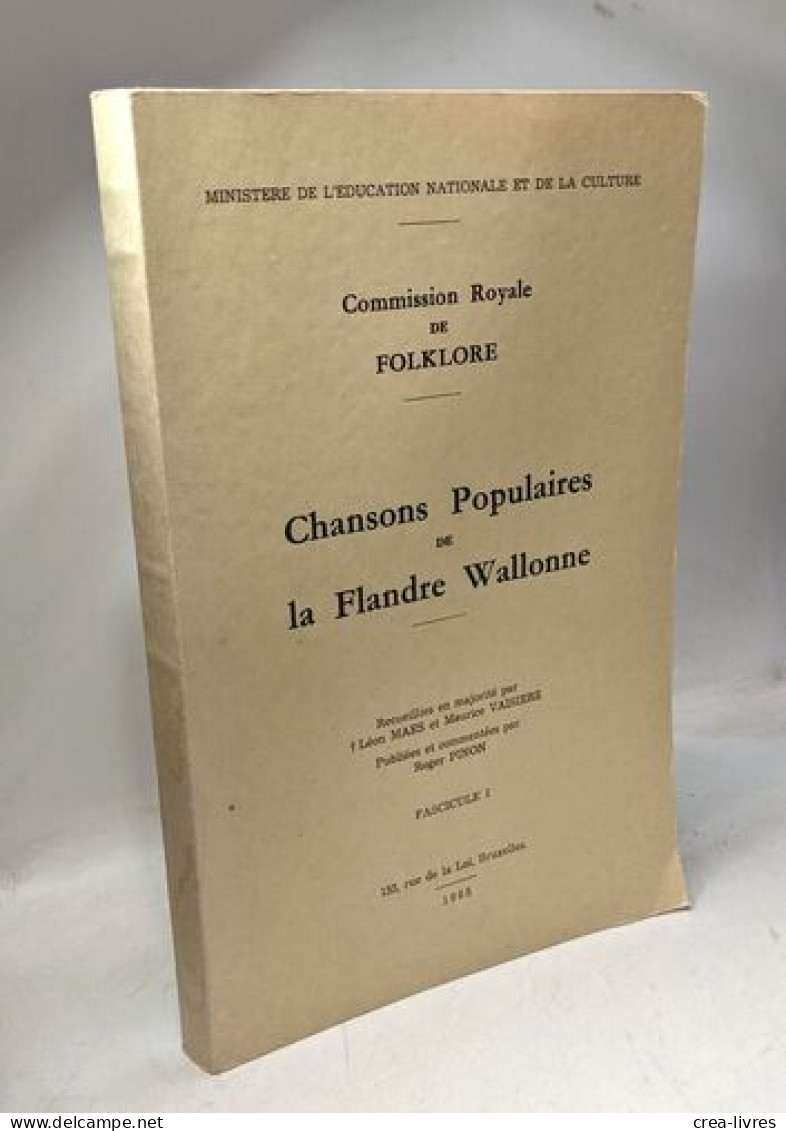 MINISTERE DE L'EDUCATION NATIONALE ET DE LA CULTURE
Commission Royale
DE
FOLKLORE
Chansons Populaires
DE
la Flandre Wallonne
Recueillies en majorité par
† Léon MAES et Maurice VAISIERE
Publiées et commentées par
Roger PINON
FASCICULE I
155, rue de la Loi, Bruxelles.
1965
delcampe.net
crea-livres